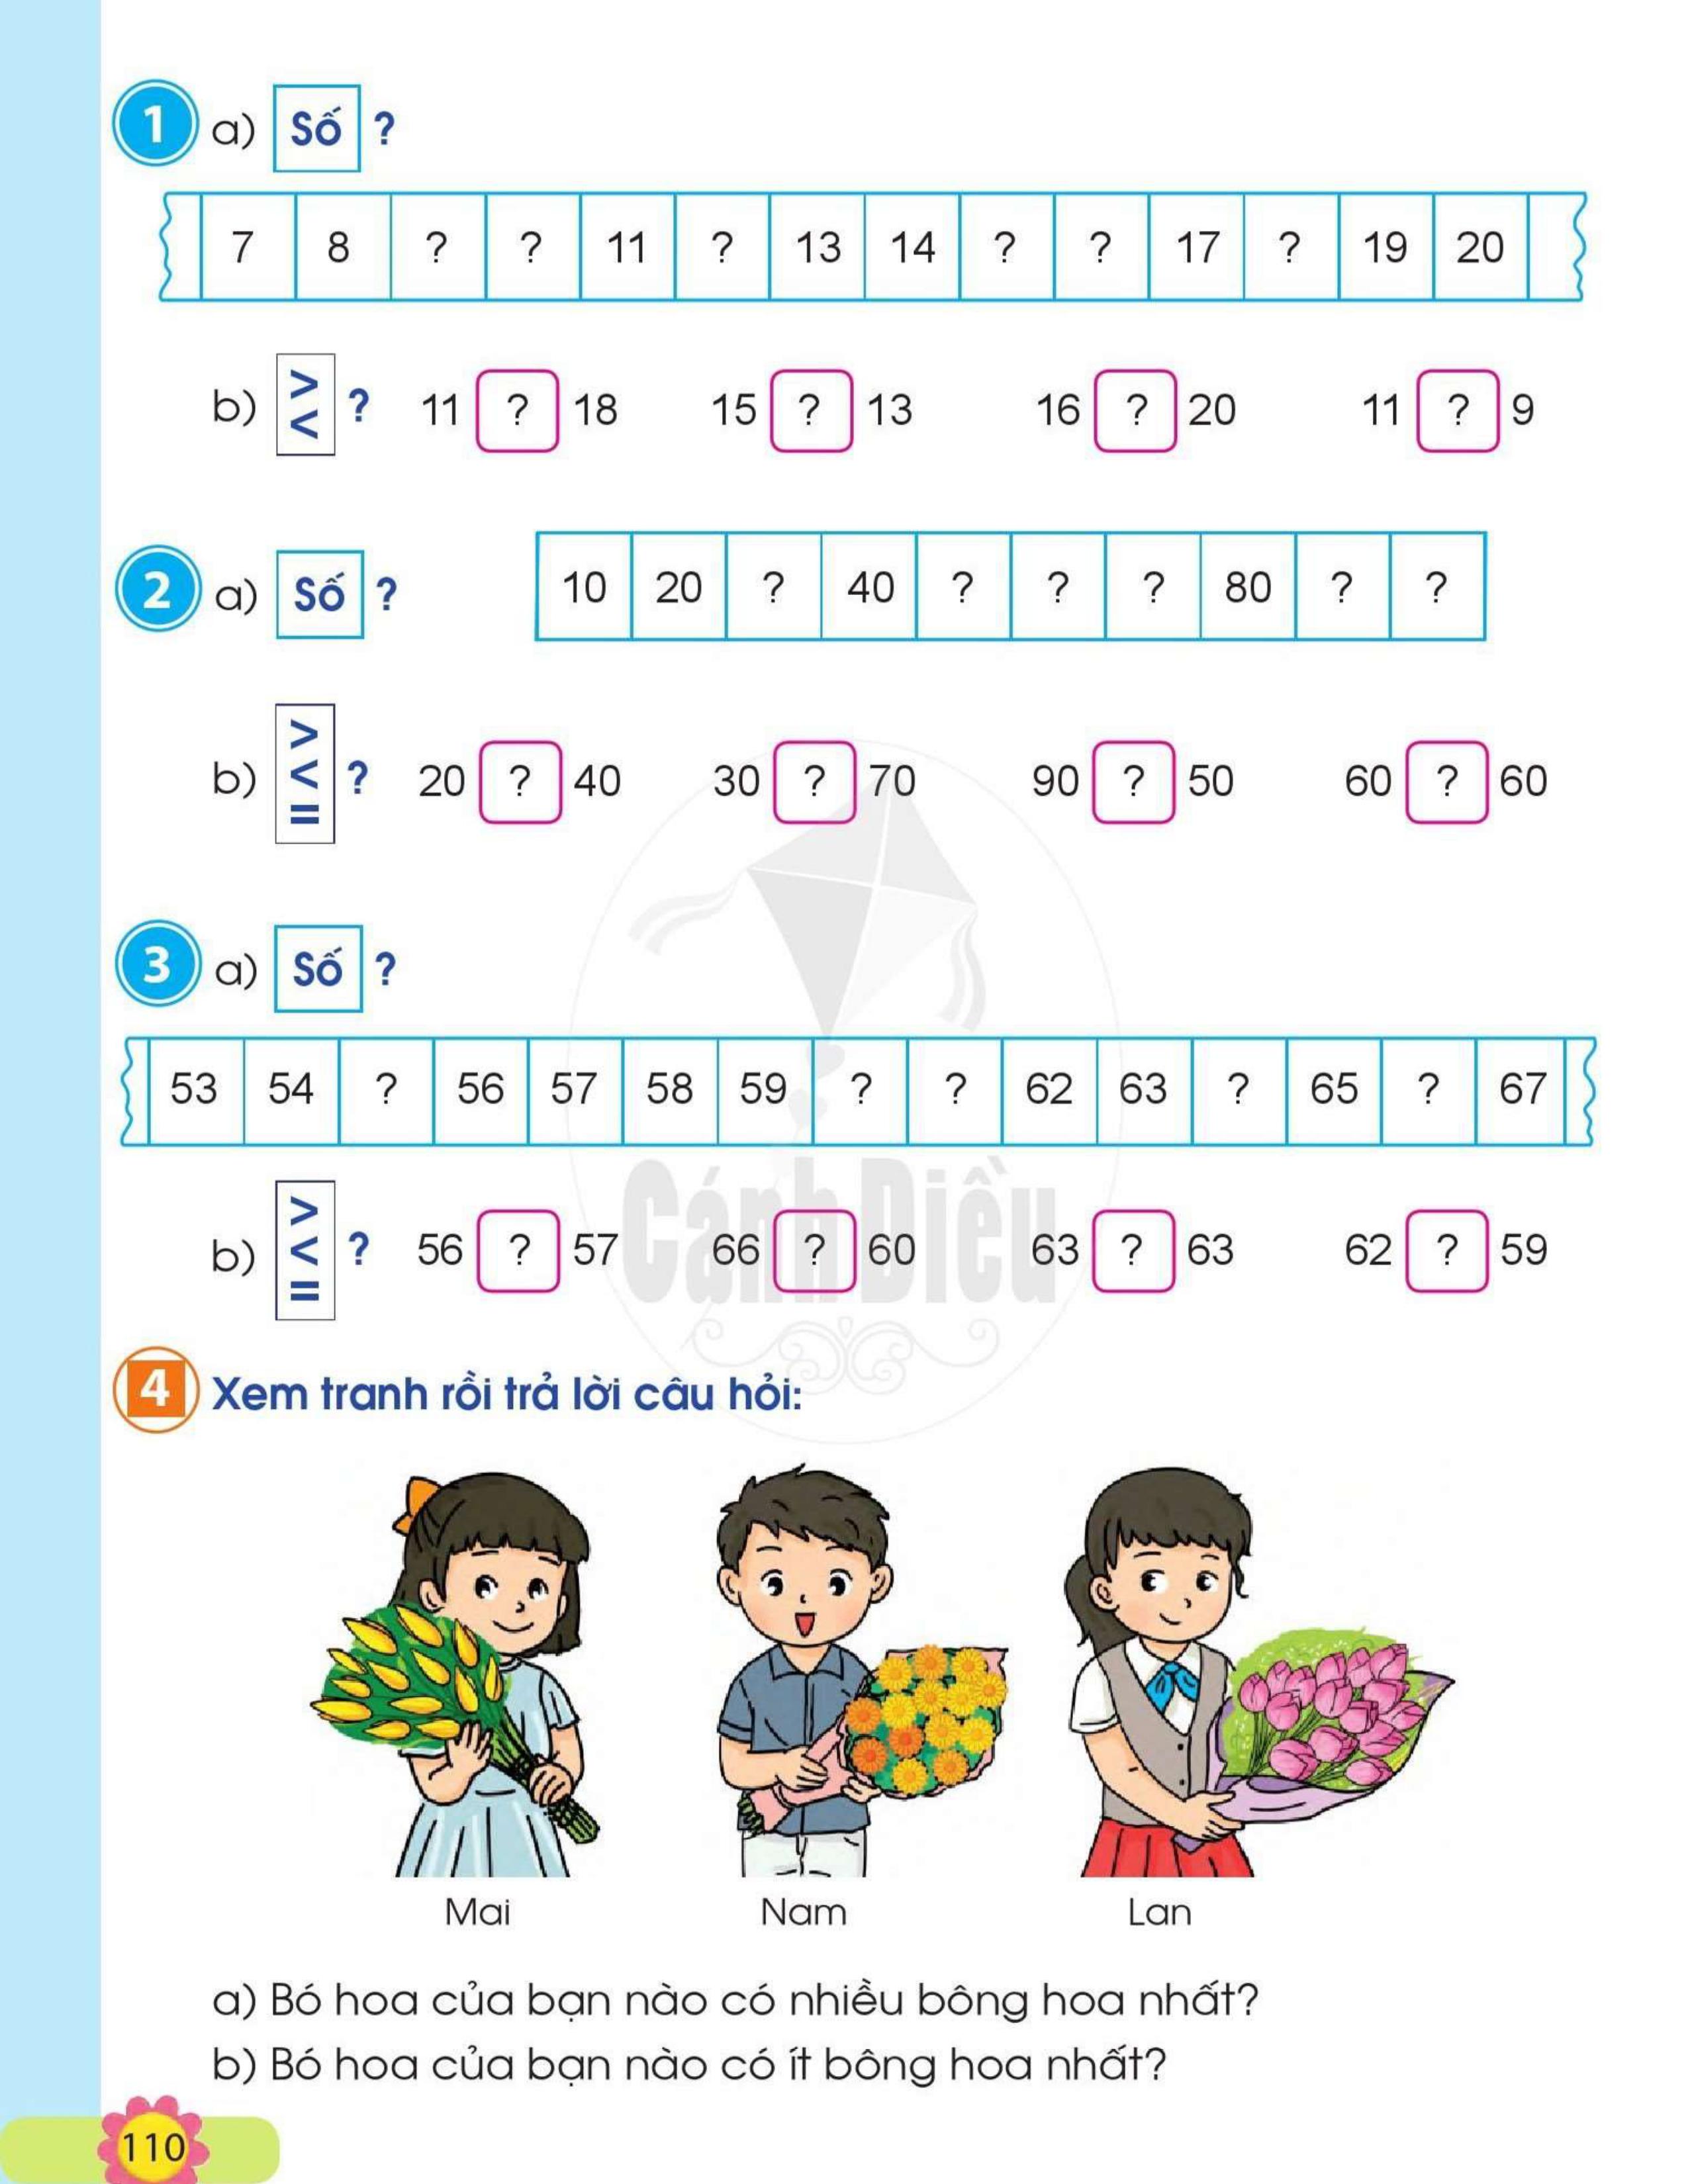 1 a) Số ?
7 8 ? ? 11 ? 13 14 ? ? 17 ? 19 20
b) > < ? 11 ? 18 15 ? 13 16 ? 20 11 ? 9
2 a) Số ? 10 20 ? 40 ? ? ? 80 ? ?
b) > < = ? 20 ? 40 30 ? 70 90 ? 50 60 ? 60
3 a) Số ?
53 54 ? 56 57 58 59 ? ? 62 63 ? 65 ? 67
b) > < = ? 56 ? 57 66 ? 60 63 ? 63 62 ? 59
Cánh Diều
4 Xem tranh rồi trả lời câu hỏi:
Mai Nam Lan
a) Bó hoa của bạn nào có nhiều bông hoa nhất?
b) Bó hoa của bạn nào có ít bông hoa nhất?
110